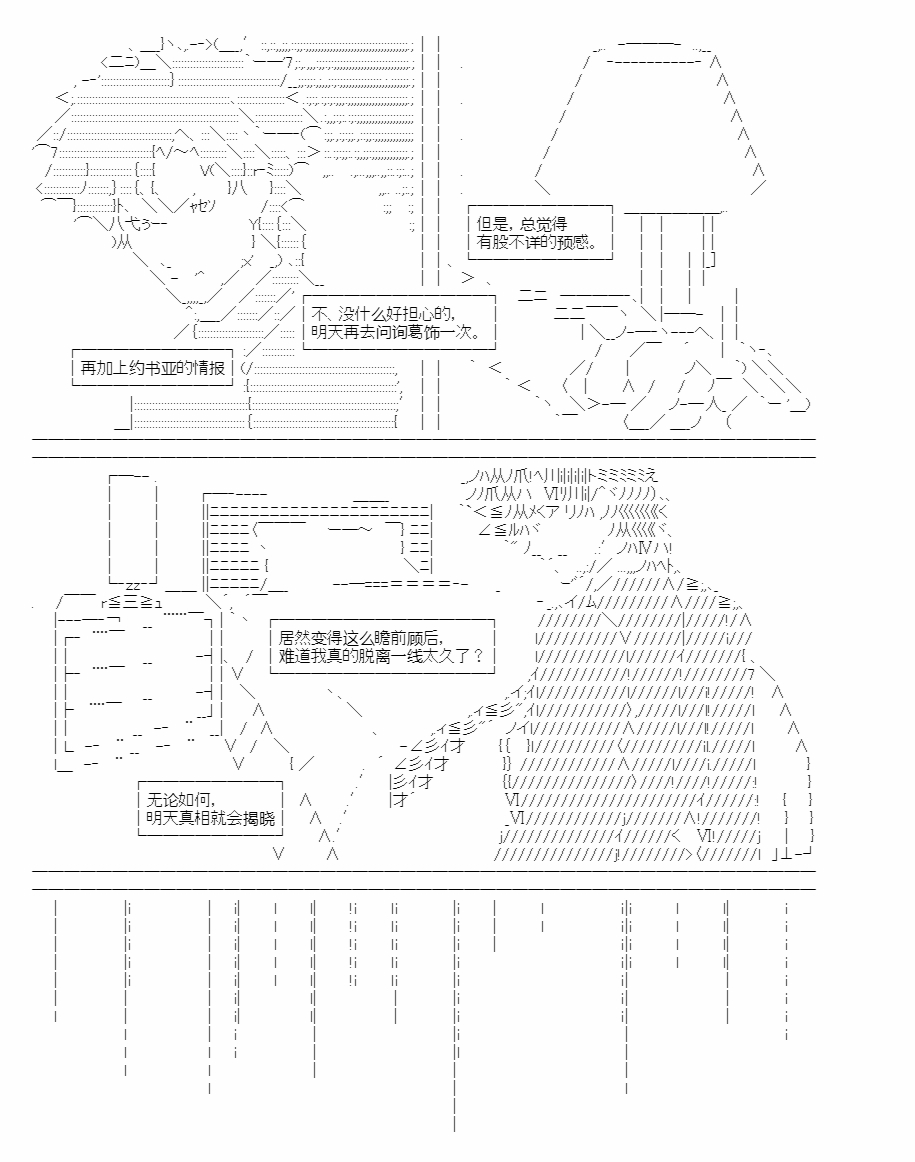 但是，总觉得
有股不详的预感。
不、没什么好担心的，
明天再去问询葛饰一次。
再加上约书亚的情报
居然变得这么瞻前顾后，
难道我真的脱离一线太久了？
无论如何，
明天真相就会揭晓